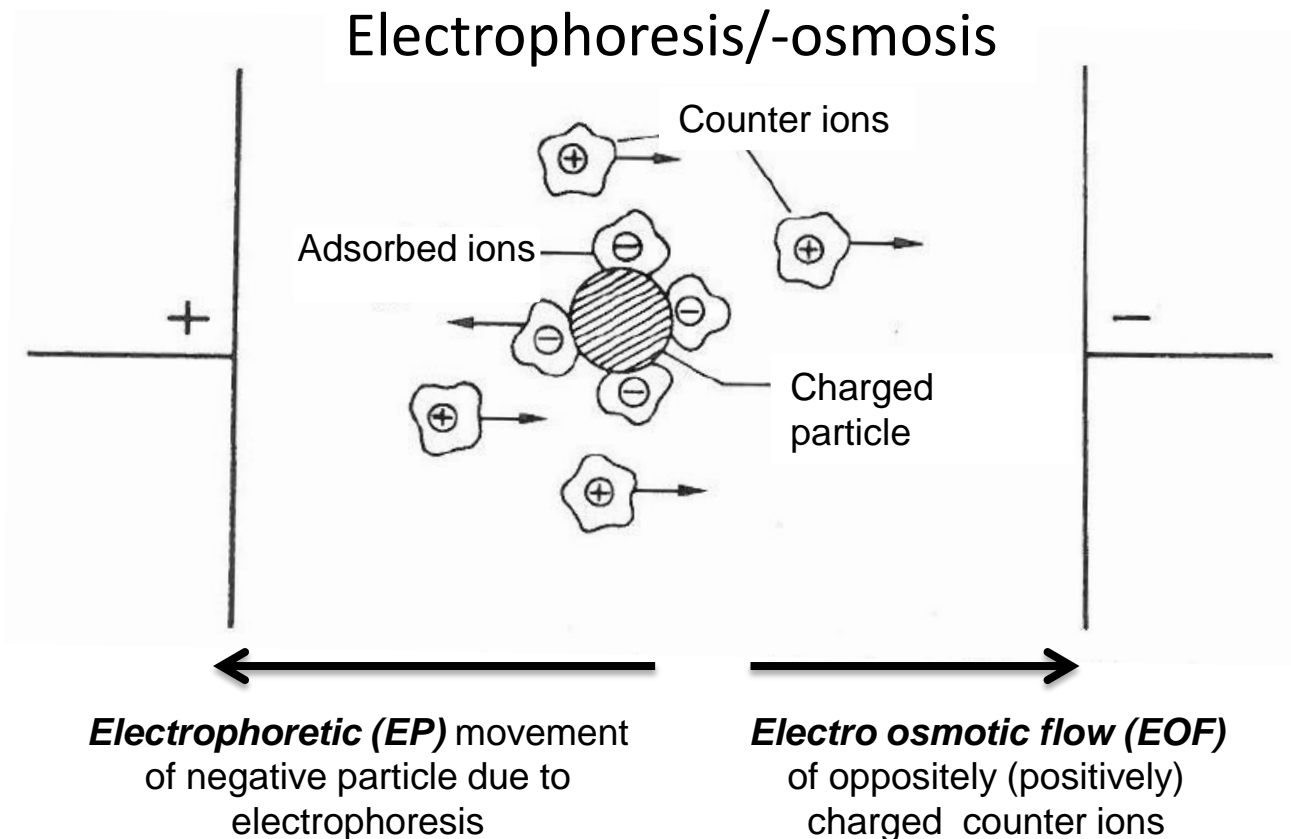 Electrophoresis/-osmosis
Counter ions
+
Adsorbed ions
−
+
−
+
−
−
Charged
particle
−
+
+
Electrophoretic (EP) movement
of negative particle due to
electrophoresis
Electro osmotic flow (EOF)
of oppositely (positively)
charged counter ions